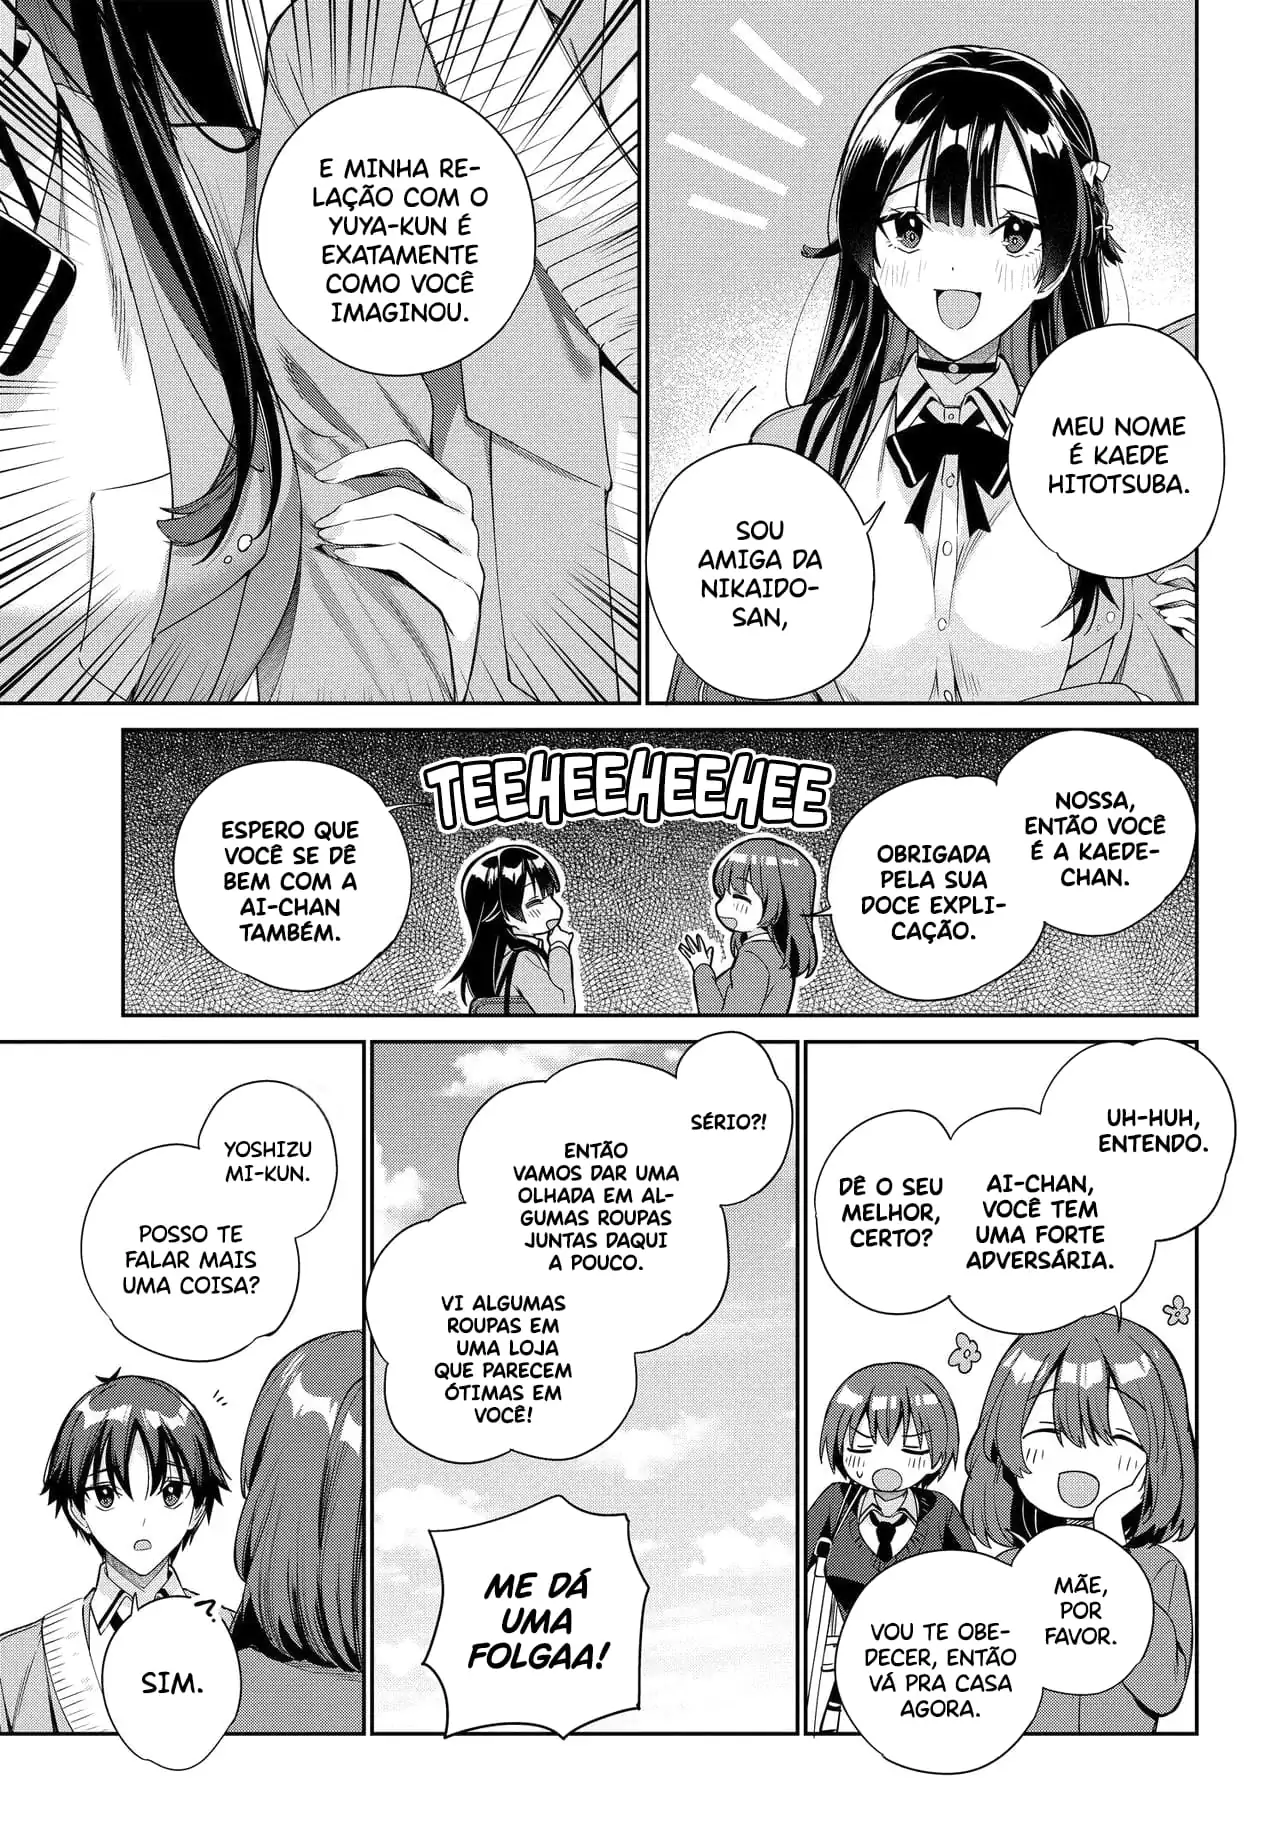 MEU NOME
É KAEDE
HITOTSUBA.
SOU
AMIGA DA
NIKAIDO-
SAN,
E MINHA RE-
LAÇÃO COM O
YUYA-KUN É
EXATAMENTE
COMO VOCÊ
IMAGINOU.
NOSSA,
ENTÃO VOCÊ
É A KAEDE-
CHAN.
OBRIGADA
PELA SUA
DOCE EXPLI-
CAÇÃO.
TEEHEEHEEHEE
ESPERO QUE
VOCÊ SE DÊ
BEM COM A
AI-CHAN
TAMBÉM.
UH-HUH,
ENTENDO.
AI-CHAN,
VOCÊ TEM
UMA FORTE
ADVERSÁRIA.
DÊ O SEU
MELHOR,
CERTO?
MÃE,
POR
FAVOR.
VOU TE OBE-
DECER, ENTÃO
VÁ PRA CASA
AGORA.
SÉRIO?!
ENTÃO
VAMOS DAR UMA
OLHADA EM AL-
GUMAS ROUPAS
JUNTAS DAQUI
A POUCO.
VI ALGUMAS
ROUPAS EM
UMA LOJA
QUE PARECEM
ÓTIMAS EM
VOCÊ!
ME DÁ
UMA
FOLGAA!
YOSHIZU
MI-KUN.
POSSO TE
FALAR MAIS
UMA COISA?
?
SIM.